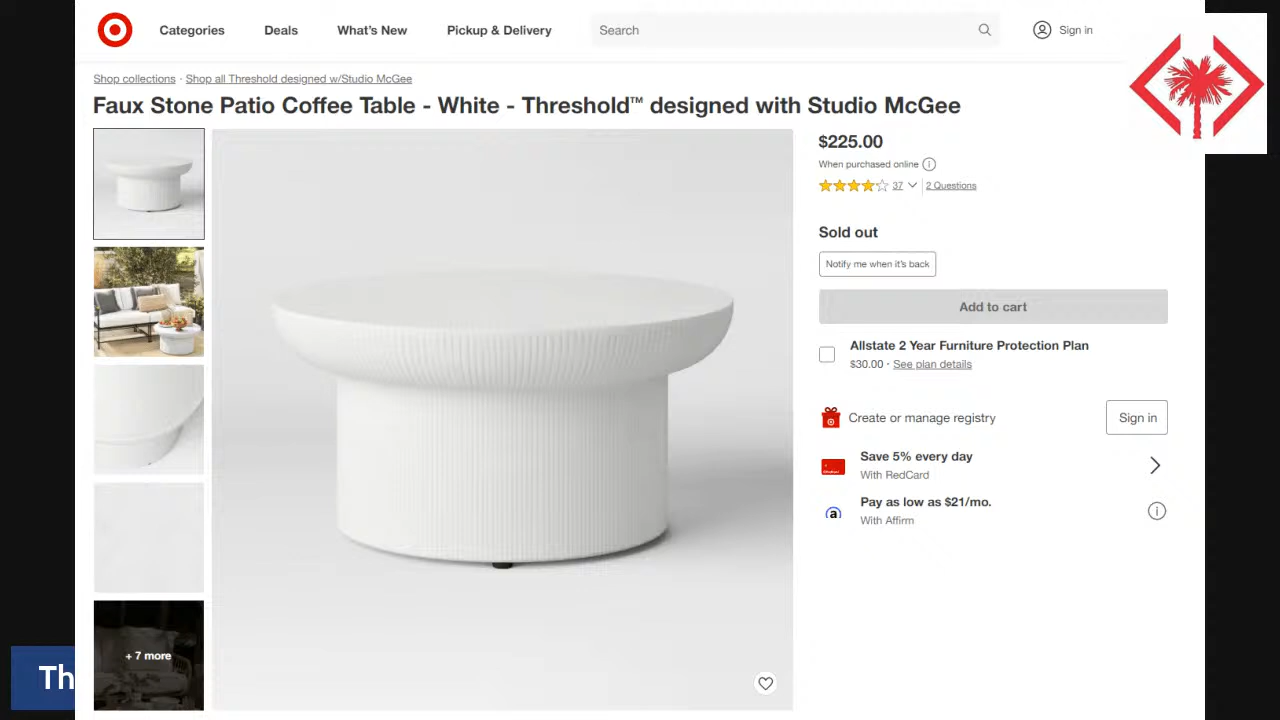 Categories
Deals
What's New
Pickup & Delivery
Search
Sign in
Shop collections · Shop all Threshold designed w/Studio McGee
Faux Stone Patio Coffee Table - White - Threshold™ designed with Studio McGee
$225.00
When purchased online
37
2 Questions
Sold out
Notify me when it's back
Add to cart
Allstate 2 Year Furniture Protection Plan
$30.00 · See plan details
Create or manage registry
Sign in
Save 5% every day
With RedCard
Pay as low as $21/mo.
With Affirm
+ 7 more
Th